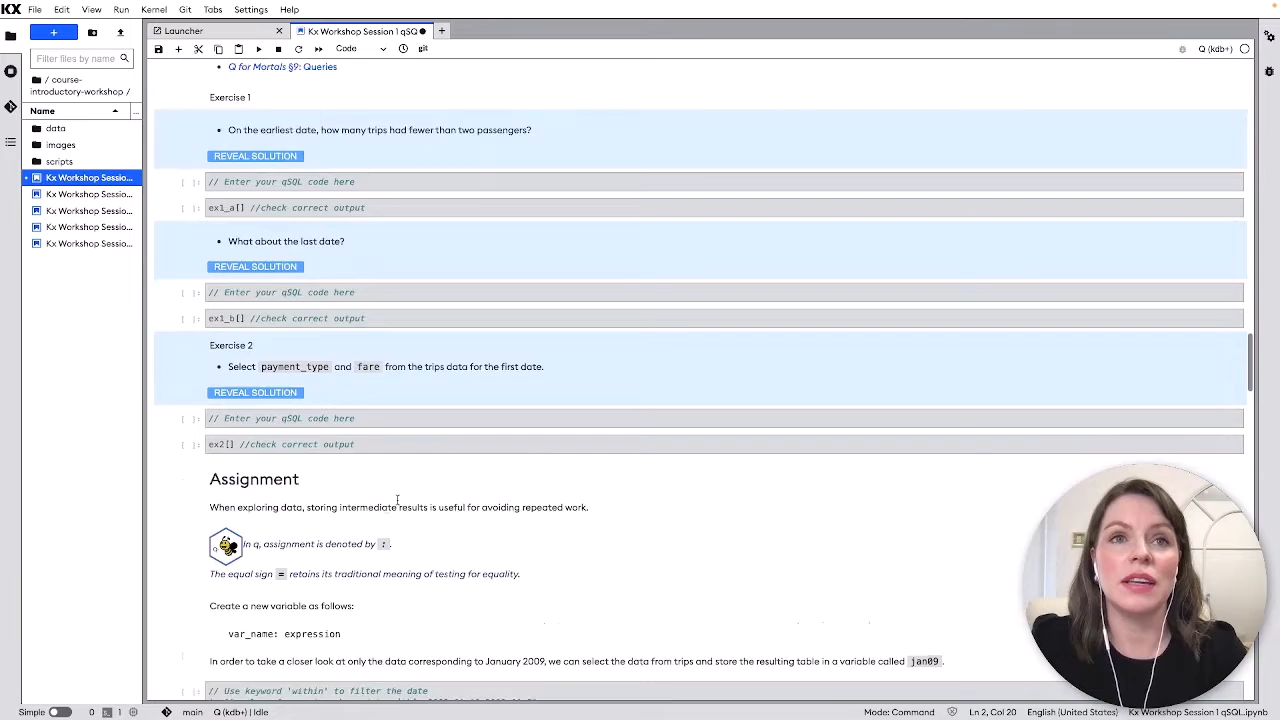 KX File Edit View Run Kernel Git Tabs Settings Help
Launcher
Kx Workshop Session 1 qSQ
Code
git
Q (kdb+)
Filter files by name
/ course-
introductory-workshop /
Name
...
data
images
scripts
Kx Workshop Sessio...
Kx Workshop Sessio...
Kx Workshop Sessio...
Kx Workshop Sessio...
Kx Workshop Sessio...
Q for Mortals §9: Queries
Exercise 1
On the earliest date, how many trips had fewer than two passengers?
REVEAL SOLUTION
[ ]: // Enter your qSQL code here
[ ]: ex1_a[] //check correct output
What about the last date?
REVEAL SOLUTION
[ ]: // Enter your qSQL code here
[ ]: ex1_b[] //check correct output
Exercise 2
Select payment_type and fare from the trips data for the first date.
REVEAL SOLUTION
[ ]: // Enter your qSQL code here
[ ]: ex2[] //check correct output
Assignment
When exploring data, storing intermediate results is useful for avoiding repeated work.
Q
In q, assignment is denoted by : .
The equal sign = retains its traditional meaning of testing for equality.
Create a new variable as follows:
var_name: expression
In order to take a closer look at only the data corresponding to January 2009, we can select the data from trips and store the resulting table in a variable called jan09 .
[ ]: // Use keyword 'within' to filter the date
Simple 0 1 main Q (kdb+) | Idle Mode: Command Ln 2, Col 20 English (United States) Kx Workshop Session 1 qSQL.ipynb